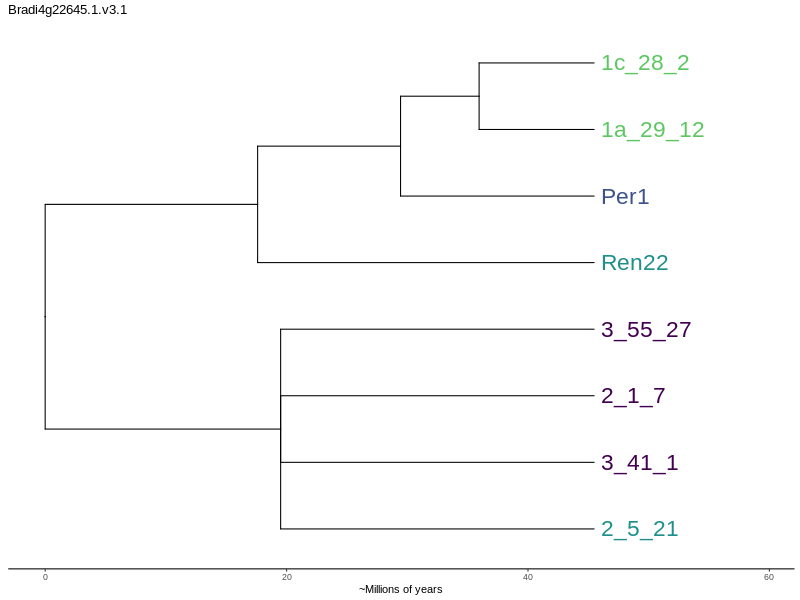 Bradi4g22645.1.v3.1
1c_28_2
1a_29_12
Per1
Ren22
3_55_27
2_1_7
3_41_1
2_5_21
0 20 40 60
~Millions of years